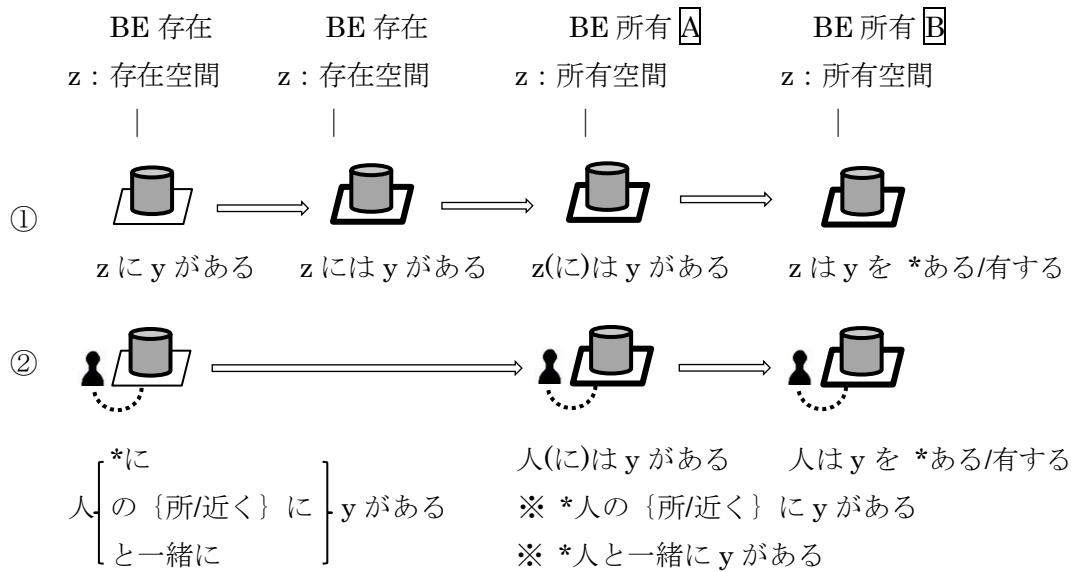 BE 存在 BE 存在 BE 所有 A BE 所有 B
z：存在空間 z：存在空間 z：所有空間 z：所有空間
①
z に y がある z には y がある z(に)は y がある z は y を *ある/有する
②
*に 人(に)は y がある 人は y を *ある/有する
人 の｛所/近く｝に y がある ※ *人の｛所/近く｝に y がある
と一緒に ※ *人と一緒に y がある